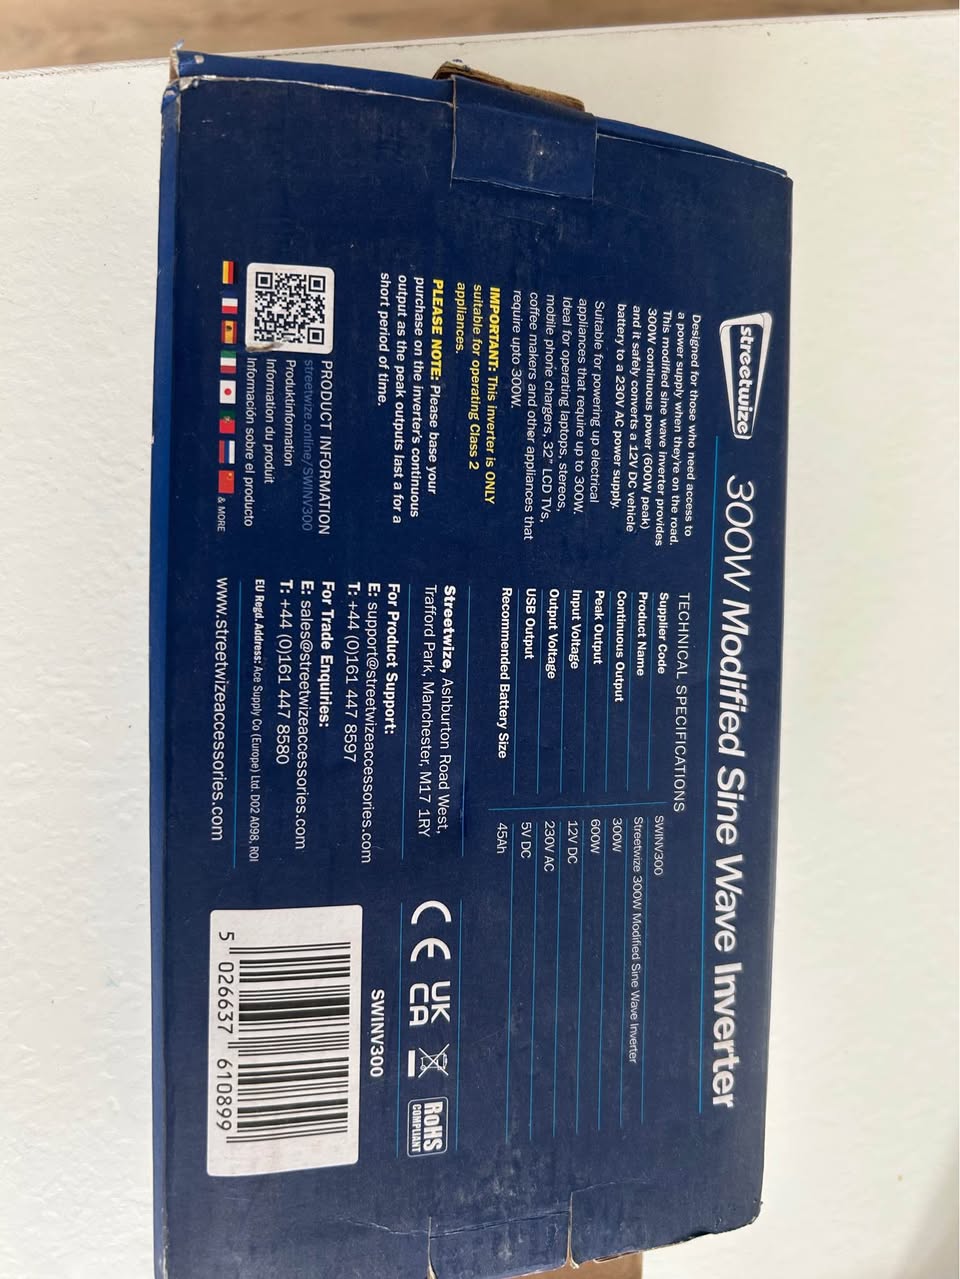 streetwize
300W Modified Sine Wave Inverter
Designed for those who need access to
a power supply when they're on the road.
This modified sine wave inverter provides
300W continuous power (600W peak)
and it safely converts a 12V DC vehicle
battery to a 230V AC power supply.
Suitable for powering up electrical
appliances that require up to 300W.
Ideal for operating laptops, stereos,
mobile phone chargers, 32" LCD TVs,
coffee makers and other appliances that
require upto 300W.
IMPORTANT: This inverter is ONLY
suitable for operating Class 2
appliances.
PLEASE NOTE: Please base your
purchase on the inverter's continuous
output as the peak outputs last a for a
short period of time.
PRODUCT INFORMATION
streetwize.online/SWINV300
Produktinformation
Information du produit
Información sobre el producto
& MORE
TECHNICAL SPECIFICATIONS
Supplier Code SWINV300
Product Name Streetwize 300W Modified Sine Wave Inverter
Continuous Output 300W
Peak Output 600W
Input Voltage 12V DC
Output Voltage 230V AC
USB Output 5V DC
Recommended Battery Size 45Ah
Streetwize, Ashburton Road West,
Trafford Park, Manchester, M17 1RY
For Product Support:
E: support@streetwizeaccessories.com
T: +44 (0)161 447 8597
For Trade Enquiries:
E: sales@streetwizeaccessories.com
T: +44 (0)161 447 8580
EU Regd. Address: Ace Supply Co (Europe) Ltd. D02 A098, ROI
www.streetwizeaccessories.com
CE
UK
CA
RoHS
COMPLIANT
SWINV300
5 026637 610899